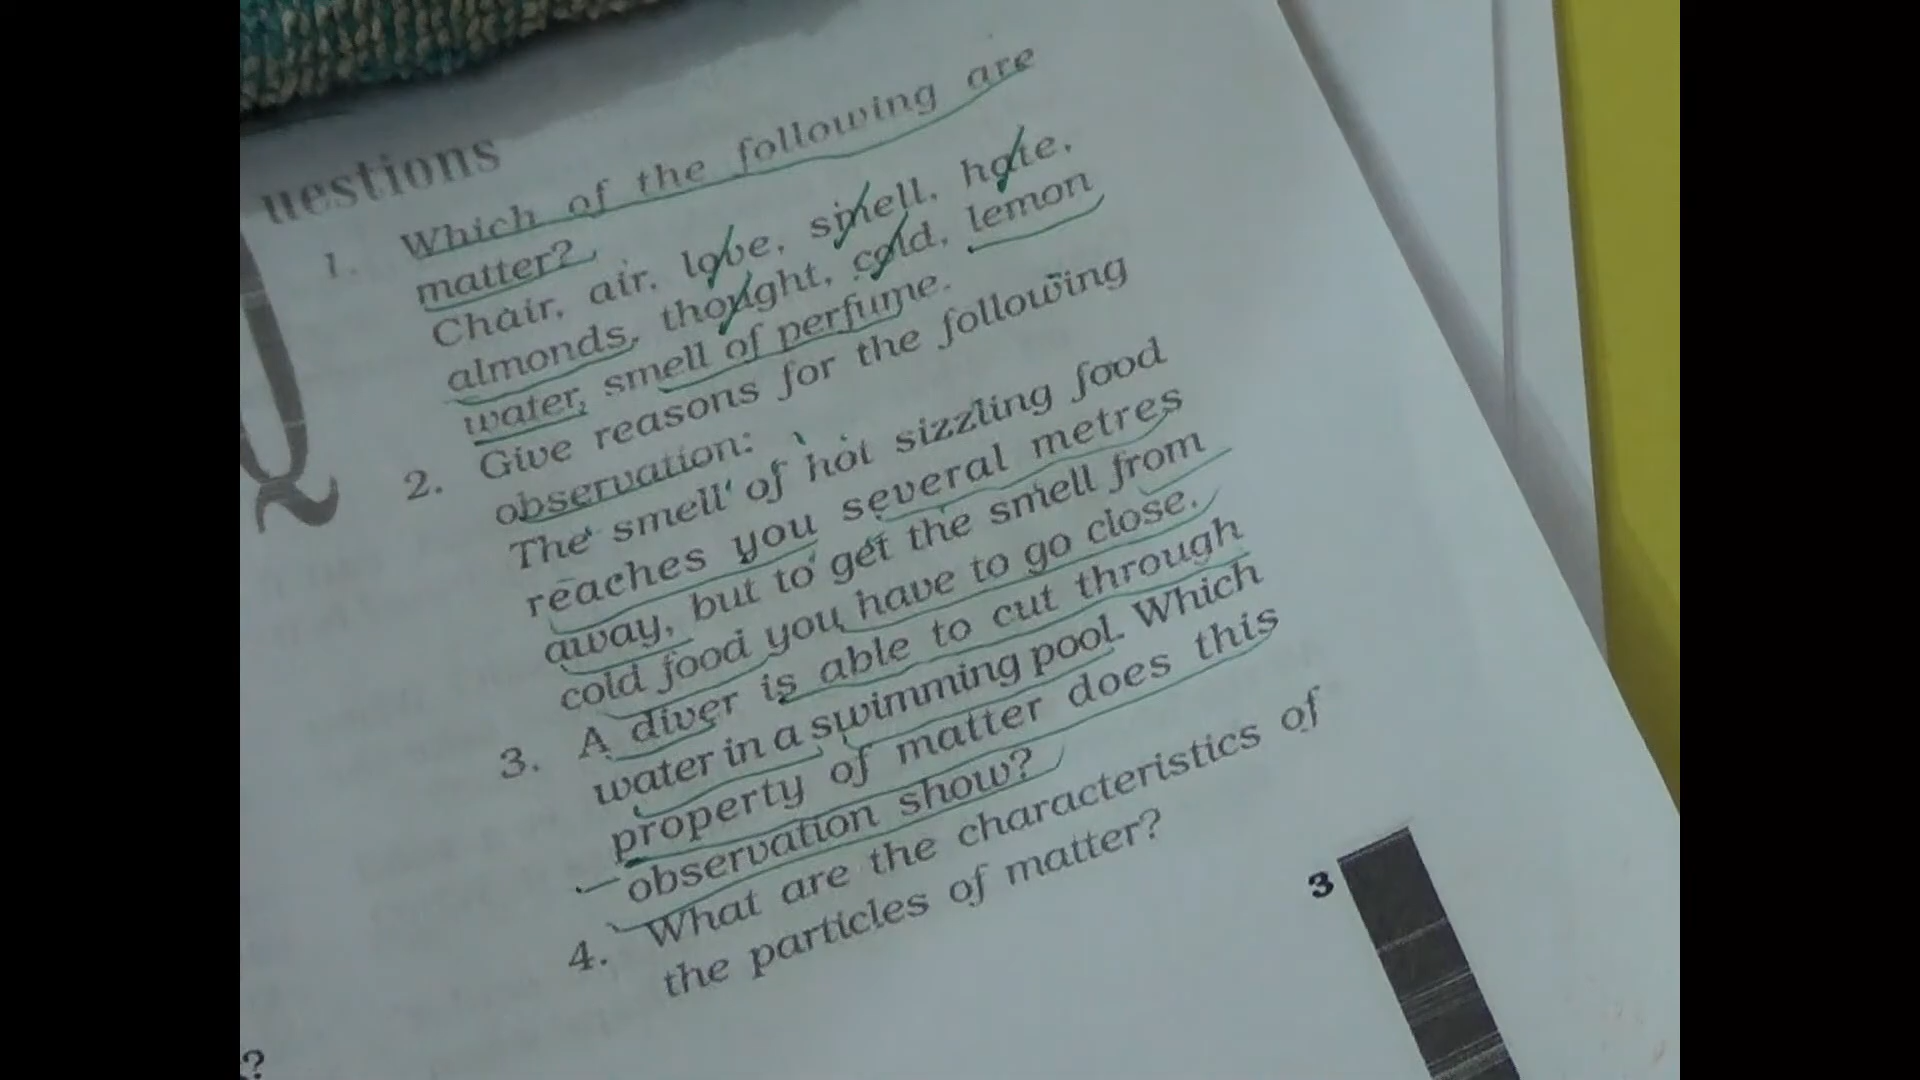 uestions
1. Which of the following are
matter?
Chair, air, love, smell, hate,
almonds, thought, cold, lemon
water, smell of perfume.
2. Give reasons for the following
observation:
The smell of hot sizzling food
reaches you several metres
away, but to get the smell from
cold food you have to go close.
3. A diver is able to cut through
water in a swimming pool. Which
property of matter does this
observation show?
4. What are the characteristics of
the particles of matter?
3
?